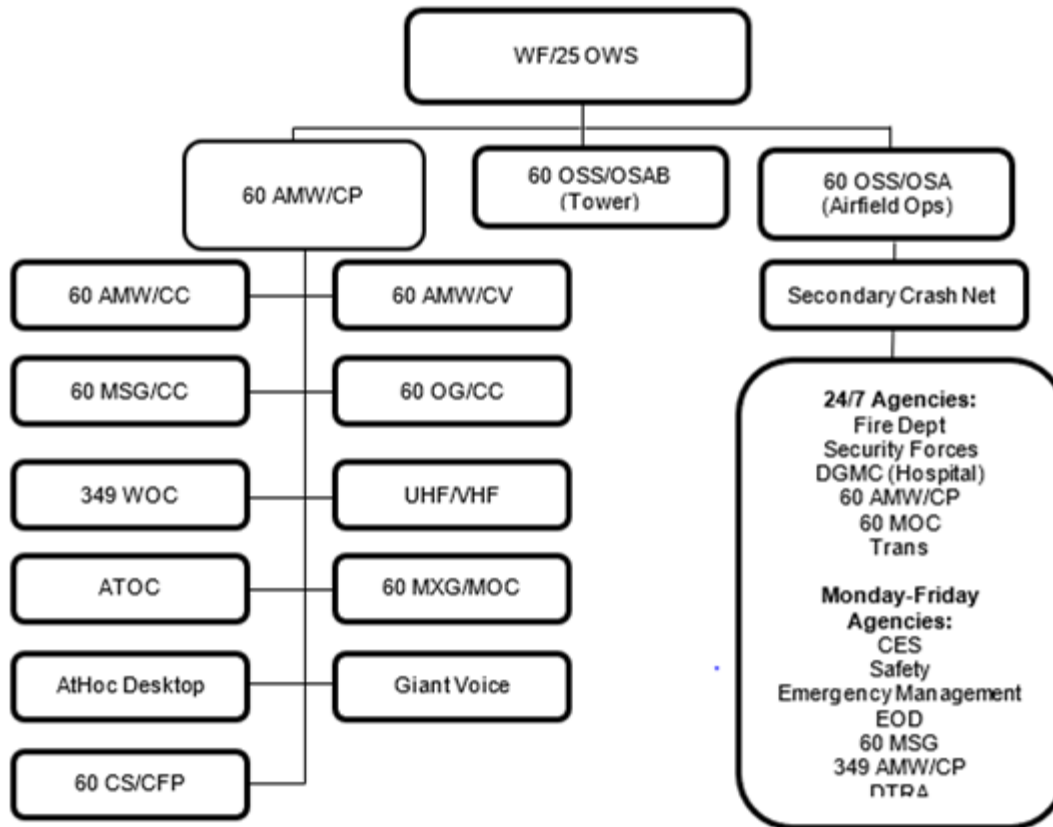 WF/25 OWS
60 AMW/CP
60 OSS/OSAB
(Tower)
60 OSS/OSA
(Airfield Ops)
60 AMW/CC
60 AMW/CV
Secondary Crash Net
60 MSG/CC
60 OG/CC
349 WOC
UHF/VHF
ATOC
60 MXG/MOC
AtHoc Desktop
Giant Voice
60 CS/CFP
24/7 Agencies:
Fire Dept
Security Forces
DGMC (Hospital)
60 AMW/CP
60 MOC
Trans
Monday-Friday
Agencies:
CES
Safety
Emergency Management
EOD
60 MSG
349 AMW/CP
DTRA